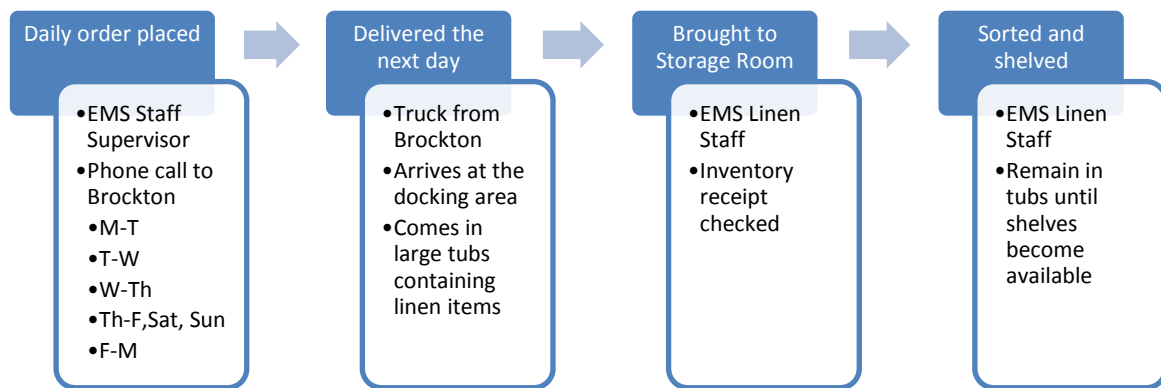 Daily order placed
•EMS Staff
Supervisor
•Phone call to
Brockton
•M-T
•T-W
•W-Th
•Th-F,Sat, Sun
•F-M
Delivered the
next day
•Truck from
Brockton
•Arrives at the
docking area
•Comes in
large tubs
containing
linen items
Brought to
Storage Room
•EMS Linen
Staff
•Inventory
receipt
checked
Sorted and
shelved
•EMS Linen
Staff
•Remain in
tubs until
shelves
become
available